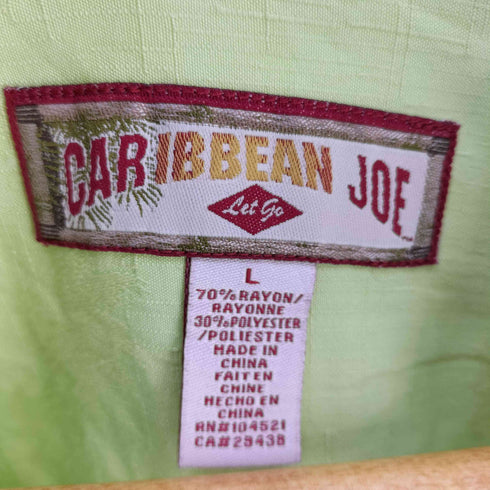 CARIBBEAN JOE™
Let Go
L
70% RAYON/
RAYONNE
30% POLYESTER
/POLIESTER
MADE IN
CHINA
FAIT EN
CHINE
HECHO EN
CHINA
RN#104521
CA#29438